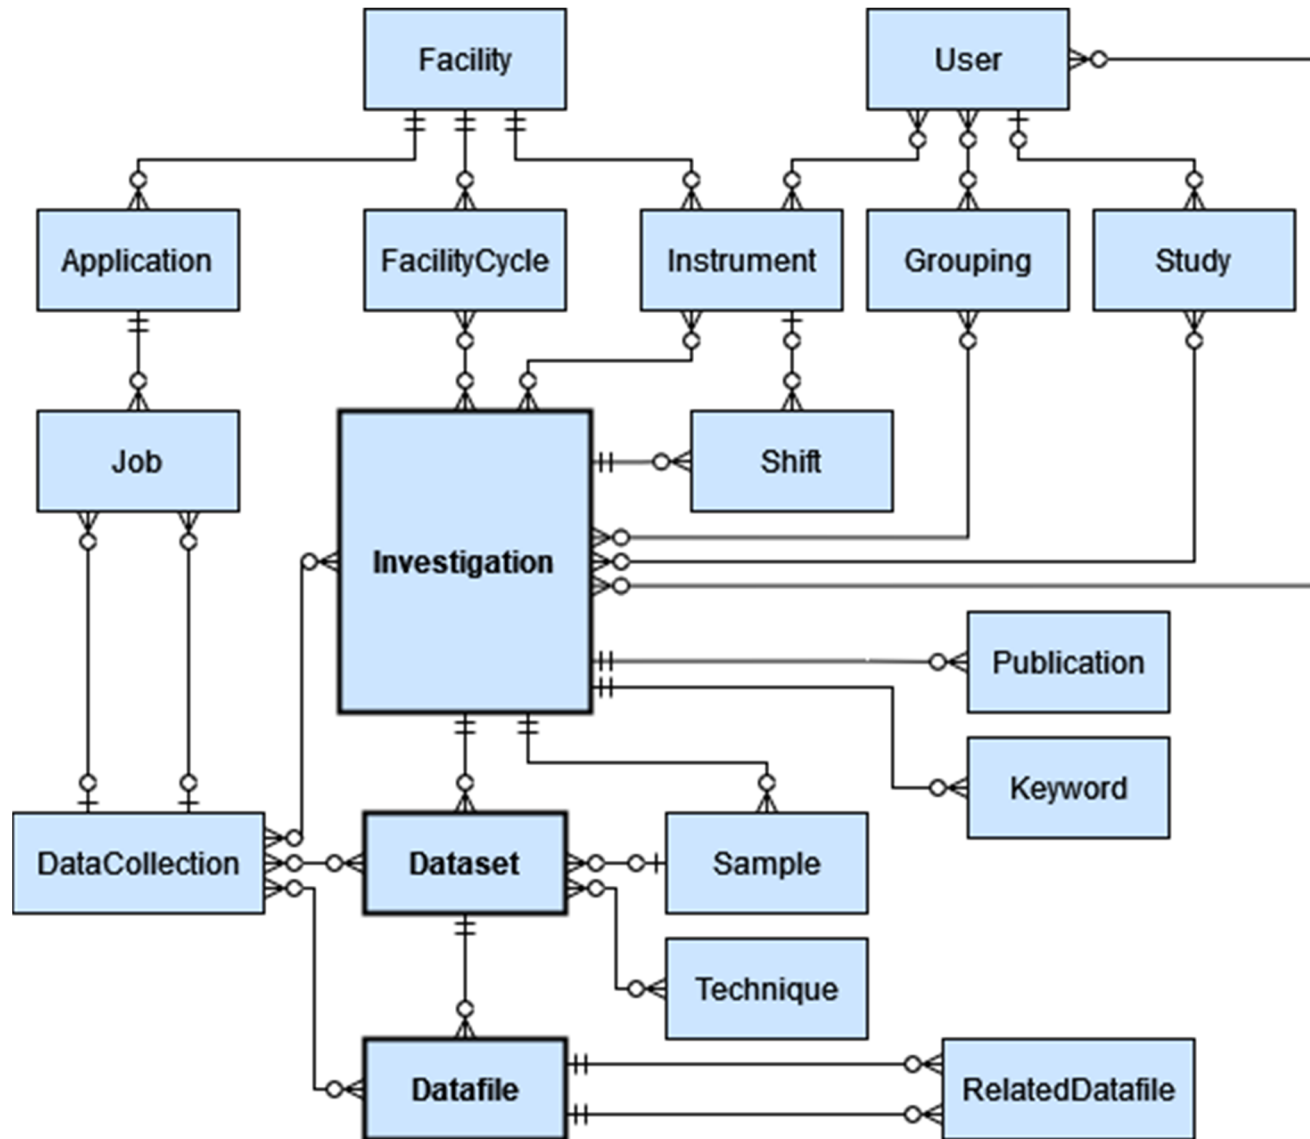 Facility
User
Application
FacilityCycle
Instrument
Grouping
Study
Job
Shift
Investigation
Publication
Keyword
DataCollection
Dataset
Sample
Technique
Datafile
RelatedDatafile